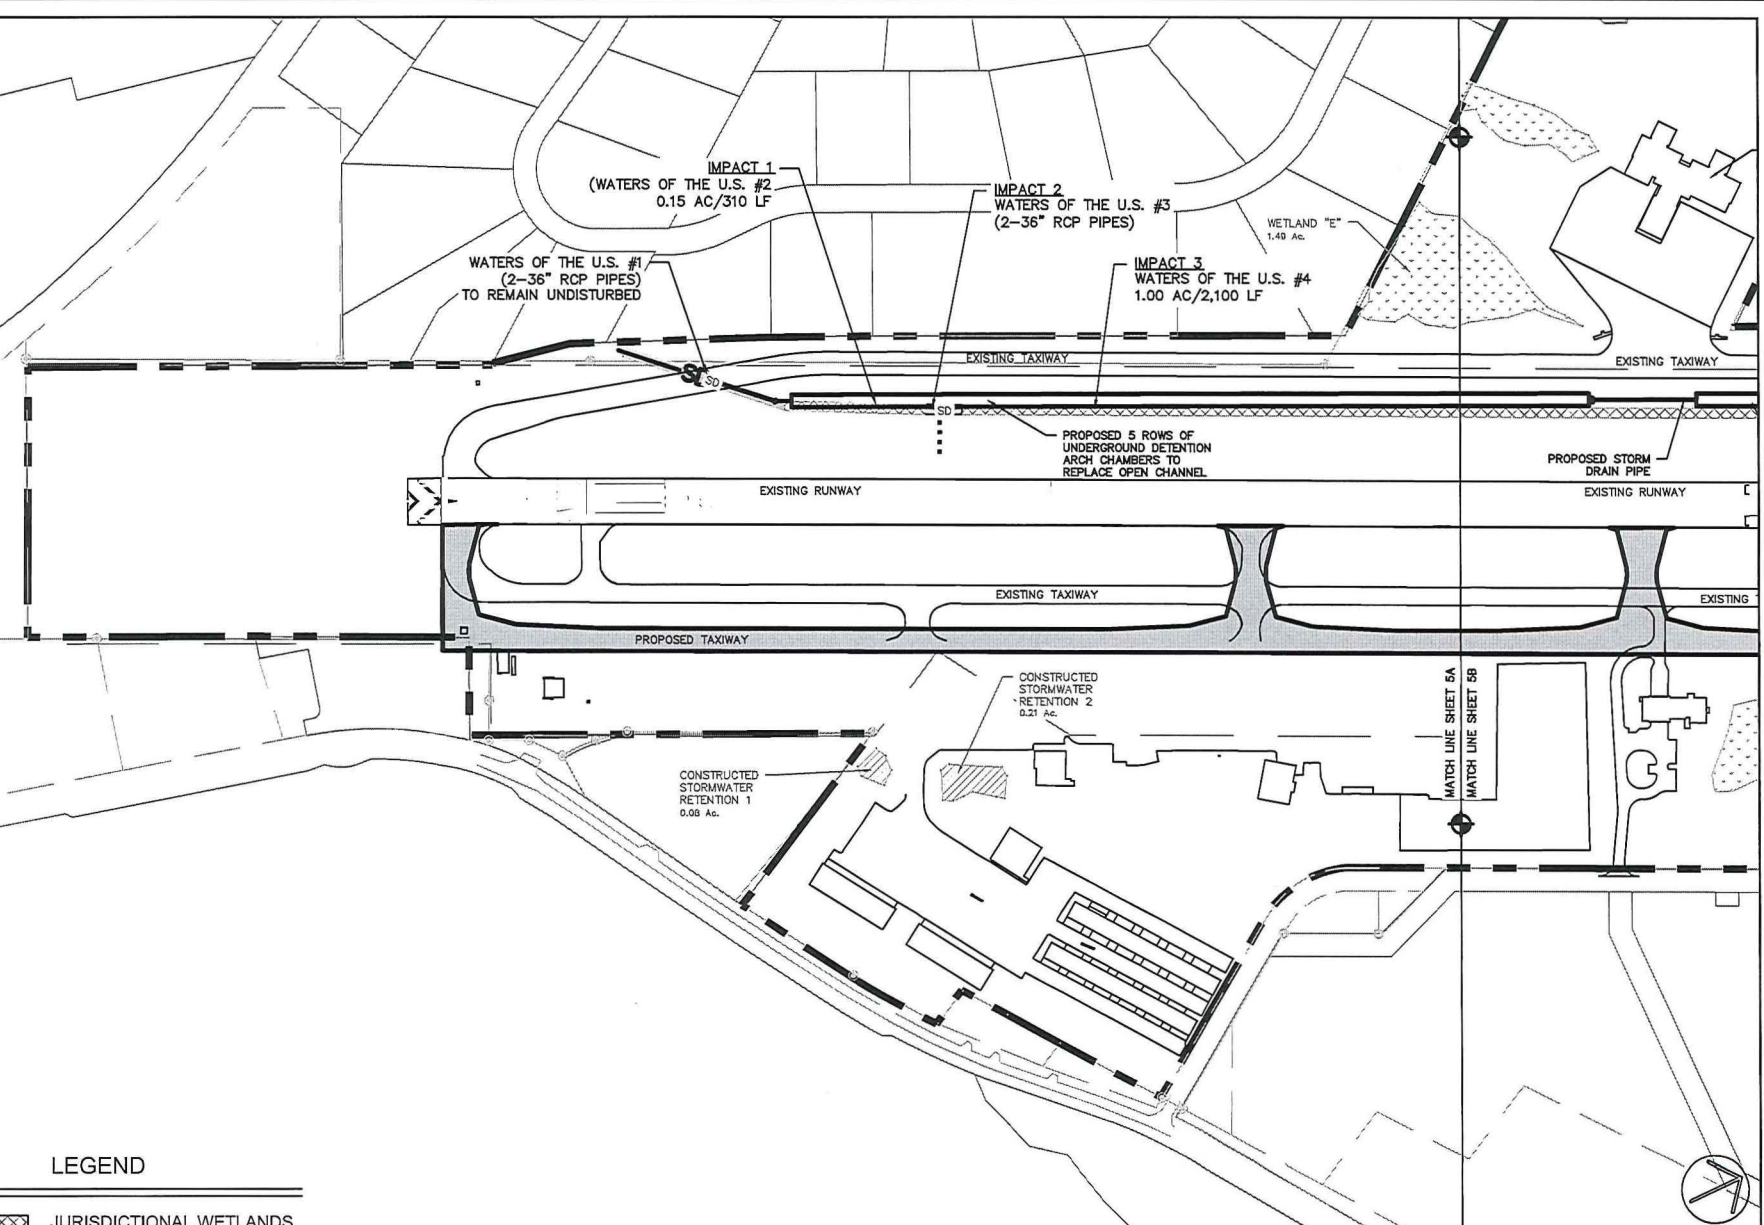 IMPACT 1
(WATERS OF THE U.S. #2
0.15 AC/310 LF
IMPACT 2
WATERS OF THE U.S. #3
(2-36" RCP PIPES)
WETLAND "E"
1.49 Ac.
WATERS OF THE U.S. #1
(2-36" RCP PIPES)
TO REMAIN UNDISTURBED
IMPACT 3
WATERS OF THE U.S. #4
1.00 AC/2,100 LF
EXISTING TAXIWAY
EXISTING TAXIWAY
SD
SD
PROPOSED 5 ROWS OF
UNDERGROUND DETENTION
ARCH CHAMBERS TO
REPLACE OPEN CHANNEL
PROPOSED STORM
DRAIN PIPE
EXISTING RUNWAY
EXISTING RUNWAY
EXISTING TAXIWAY
EXISTING
PROPOSED TAXIWAY
CONSTRUCTED
STORMWATER
RETENTION 2
0.21 Ac.
MATCH LINE SHEET 5A
MATCH LINE SHEET 5B
CONSTRUCTED
STORMWATER
RETENTION 1
0.08 Ac.
LEGEND
JURISDICTIONAL WETLANDS